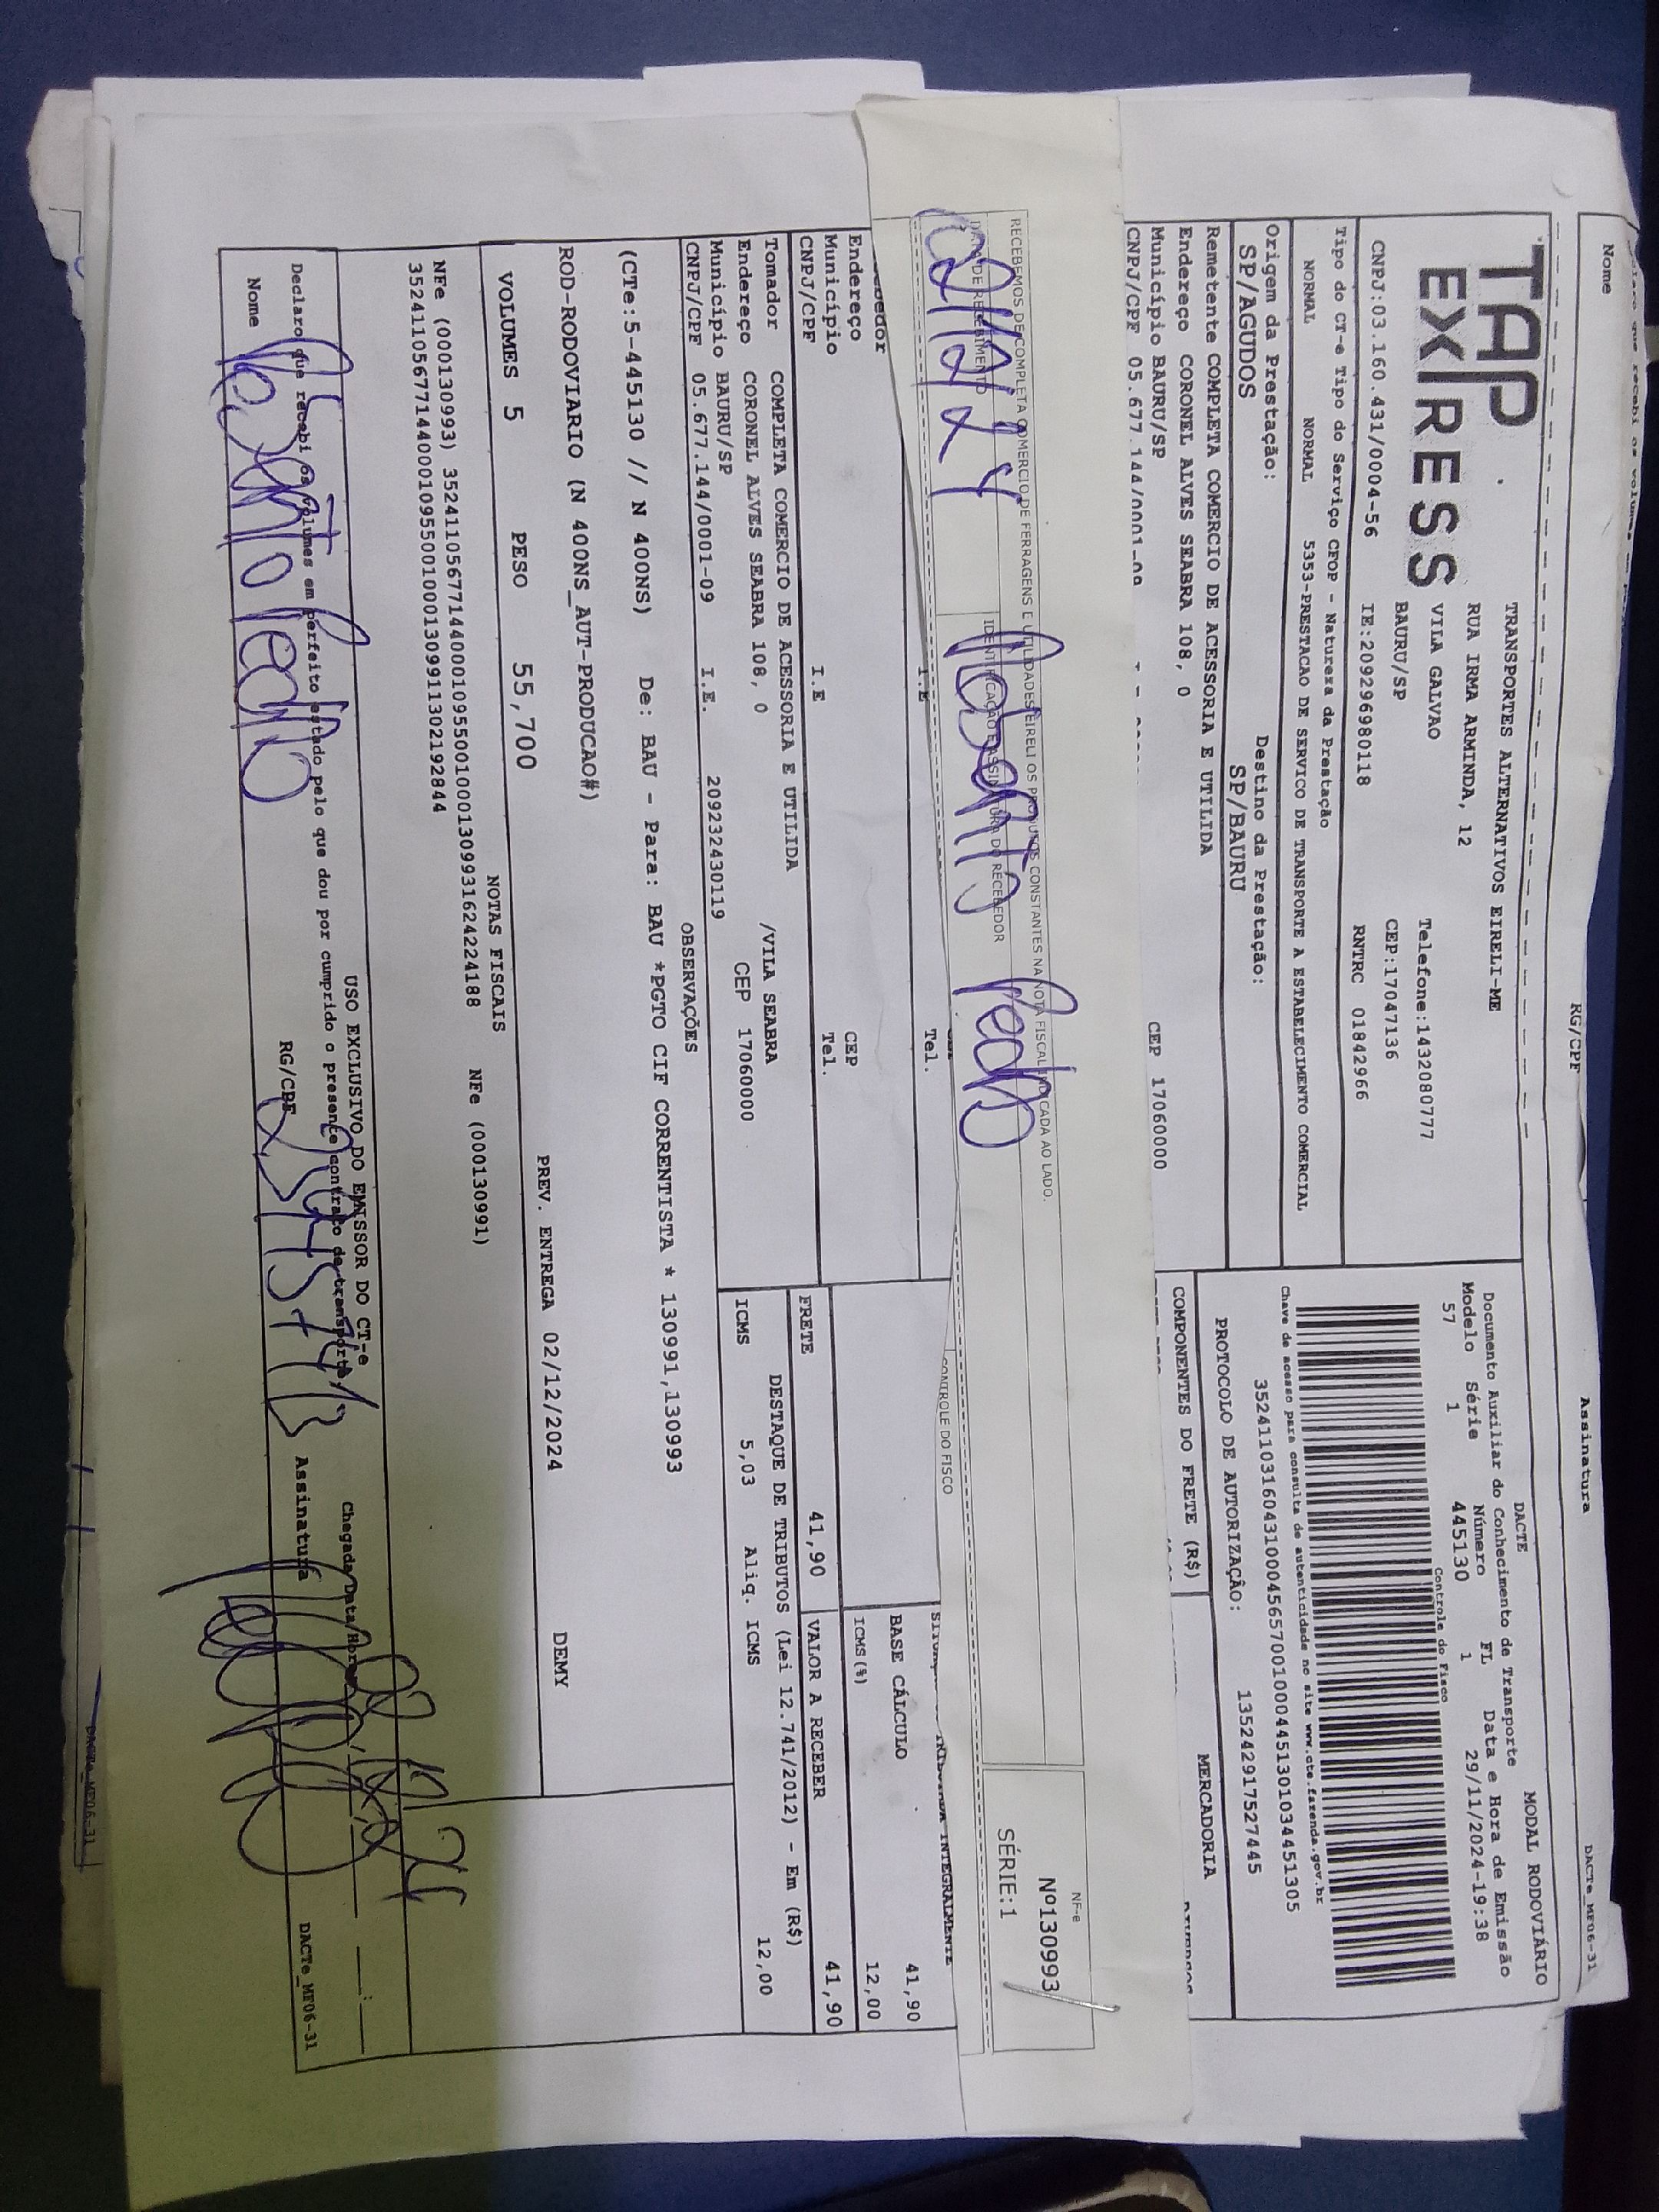 Nome RG/CPF Assinatura DACTe_MF06-31
TAP EXPRESS
TRANSPORTES ALTERNATIVOS EIRELI-ME
RUA IRMA ARMINDA, 12
VILA GALVAO Telefone:1432080777
BAURU/SP CEP:17047136
CNPJ:03.160.431/0004-56 IE:209296980118 RNTRC 01842966
MODAL RODOVIÁRIO
DACTE
Documento Auxiliar do Conhecimento de Transporte
Modelo Série Número FL Data e Hora de Emissão
57 1 445130 1 29/11/2024-19:38
Controle do Fisco
Chave de acesso para consulta de autenticidade no site www.cte.fazenda.gov.br
35241103160431000456570010004451301034451305
PROTOCOLO DE AUTORIZAÇÃO: 135242917527445
Tipo do CT-e Tipo do Serviço CFOP - Natureza da Prestação
NORMAL NORMAL 5353-PRESTACAO DE SERVICO DE TRANSPORTE A ESTABELECIMENTO COMERCIAL
Origem da Prestação: Destino da Prestação:
SP/AGUDOS SP/BAURU
Remetente COMPLETA COMERCIO DE ACESSORIA E UTILIDA
Endereço CORONEL ALVES SEABRA 108, 0
Município BAURU/SP CEP 17060000
CNPJ/CPF 05.677.144/0001-09
COMPONENTES DO FRETE (R$) MERCADORIA
RECEBEMOS DE COMPLETA COMERCIO DE FERRAGENS E UTILIDADES EIRELI OS PRODUTOS CONSTANTES NA NOTA FISCAL INDICADA AO LADO.
DATA DE RECEBIMENTO IDENTIFICAÇÃO E ASSINATURA DO RECEBEDOR
NF-e
Nº130993
SÉRIE:1
CONTROLE DO FISCO
I.E Tel.
Endereço CEP
Município I.E Tel.
CNPJ/CPF
BASE CÁLCULO 41,90
ICMS(%) 12,00
FRETE 41,90 VALOR A RECEBER 41,90
DESTAQUE DE TRIBUTOS (Lei 12.741/2012) - Em (R$)
ICMS 5,03 Aliq. ICMS 12,00
Tomador COMPLETA COMERCIO DE ACESSORIA E UTILIDA
Endereço CORONEL ALVES SEABRA 108, 0 /VILA SEABRA
Município BAURU/SP CEP 17060000
CNPJ/CPF 05.677.144/0001-09 I.E. 209232430119
OBSERVAÇÕES
(CTe:5-445130 // N 400NS) De: BAU - Para: BAU *PGTO CIF CORRENTISTA * 130991,130993
ROD-RODOVIARIO (N 400NS_AUT-PRODUCAO#)
VOLUMES 5 PESO 55,700 PREV. ENTREGA 02/12/2024 DEMY
NOTAS FISCAIS
NFe (000130993) 35241105677144000109550010001309931624224188 NFe (000130991)
35241105677144000109550010001309911302192844
USO EXCLUSIVO DO EMISSOR DO CT-e
Declaro que recebi os volumes em perfeito estado pelo que dou por cumprido o presente contrato de transporte. Chegada Data/Hora
Nome RG/CPF Assinatura
DACTe_MF06-31